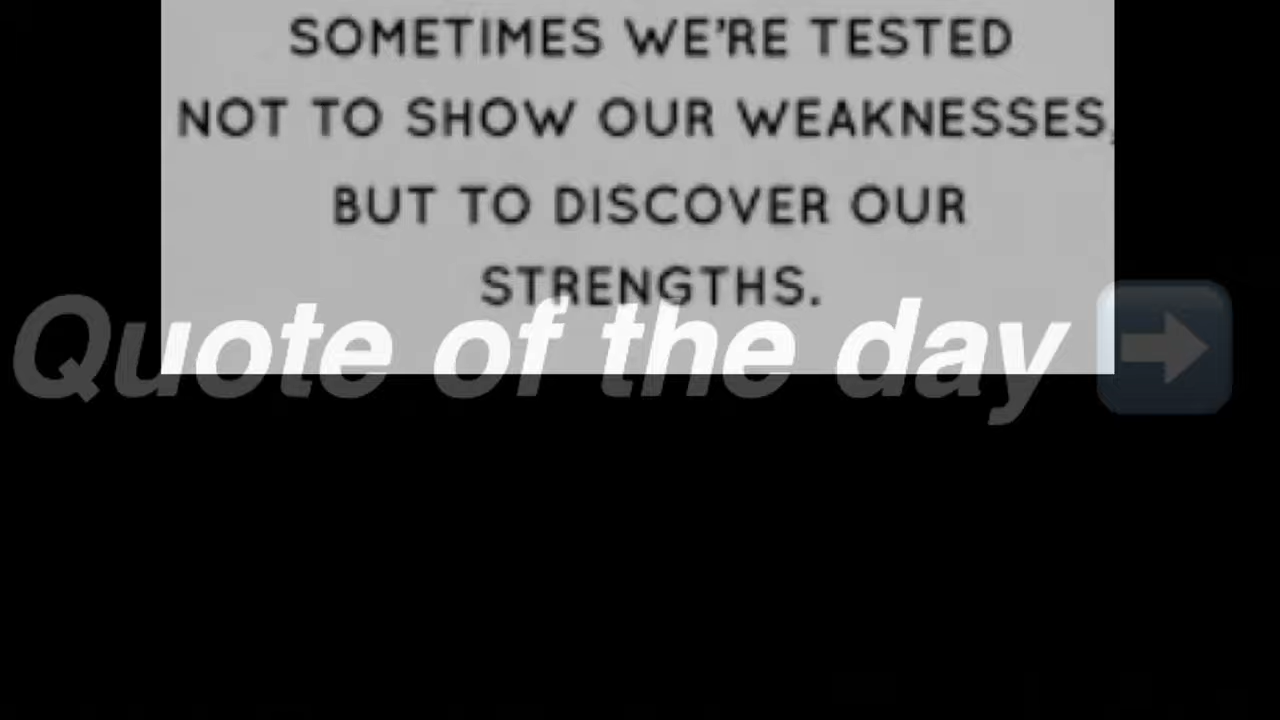 SOMETIMES WE'RE TESTED
NOT TO SHOW OUR WEAKNESSES,
BUT TO DISCOVER OUR
STRENGTHS.
Quote of the day ➡️